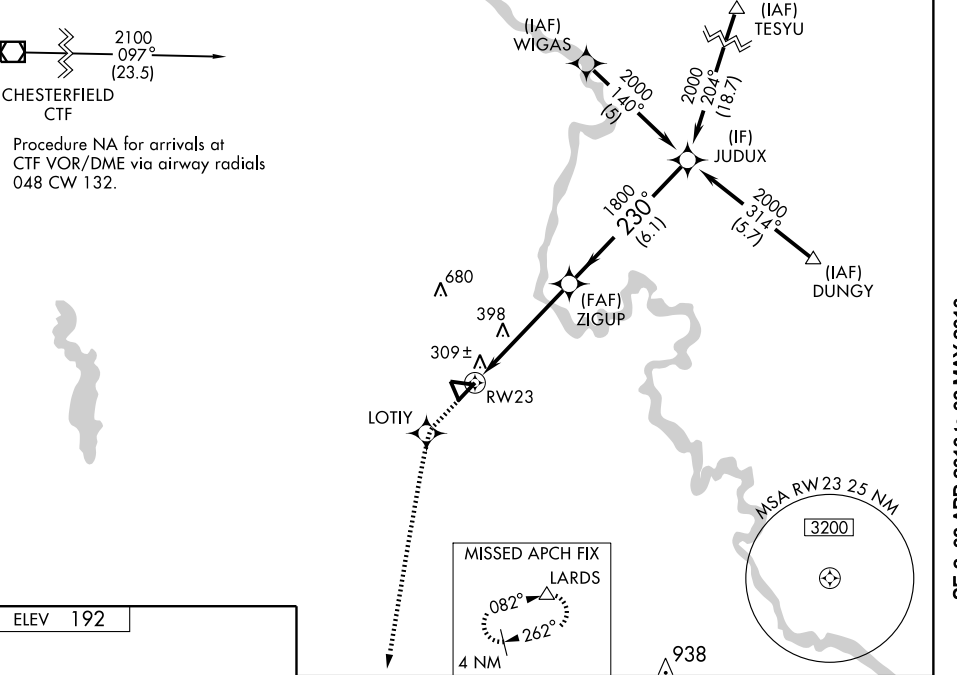 2100
097°
(23.5)
CHESTERFIELD
CTF
Procedure NA for arrivals at
CTF VOR/DME via airway radials
048 CW 132.
(IAF)
WIGAS
2000
140°
(5)
(IAF)
TESYU
2000
204°
(18.7)
(IF)
JUDUX
2000
314°
(5.7)
(IAF)
DUNGY
1800
230°
(6.1)
(FAF)
ZIGUP
680
398
309±
RW23
LOTIY
MSA RW23 25 NM
3200
MISSED APCH FIX
LARDS
082°
262°
4 NM
938
ELEV 192